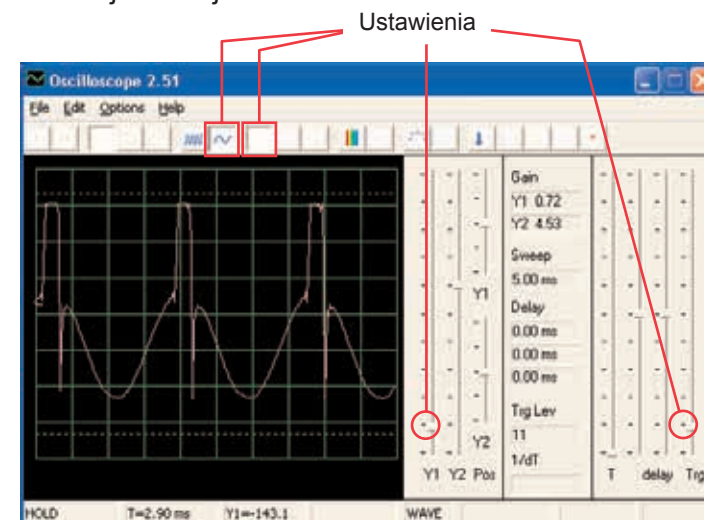 Ustawienia
Oscilloscope 2.51
File Edit Options Help
Gain
Y1 0.72
Y2 4.53
Sweep
5.00 ms
Delay
0.00 ms
0.00 ms
0.00 ms
Trg Lev
11
1/dT
Y1
Y2
Y1 Y2 Pos
T delay Trg
HOLD T=2.90 ms Y1=-143.1 WAVE